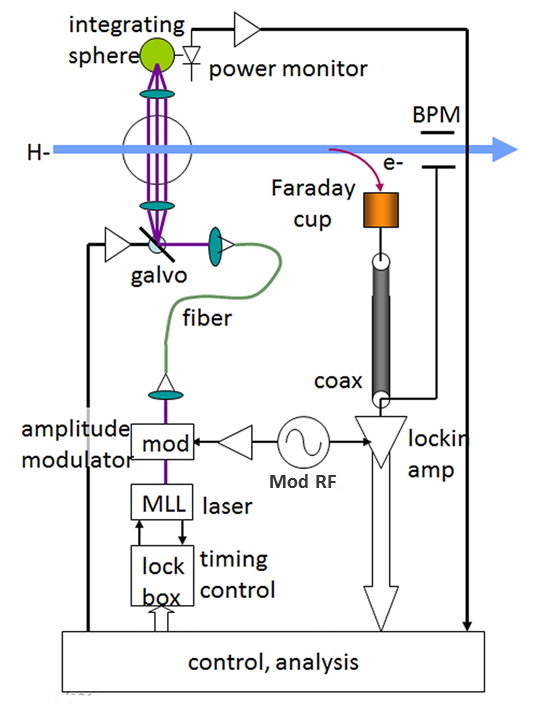 integrating
sphere
power monitor
BPM
H-
e-
Faraday
cup
galvo
fiber
coax
amplitude
modulator
mod
Mod RF
lockin
amp
MLL
laser
lock
box
timing
control
control, analysis